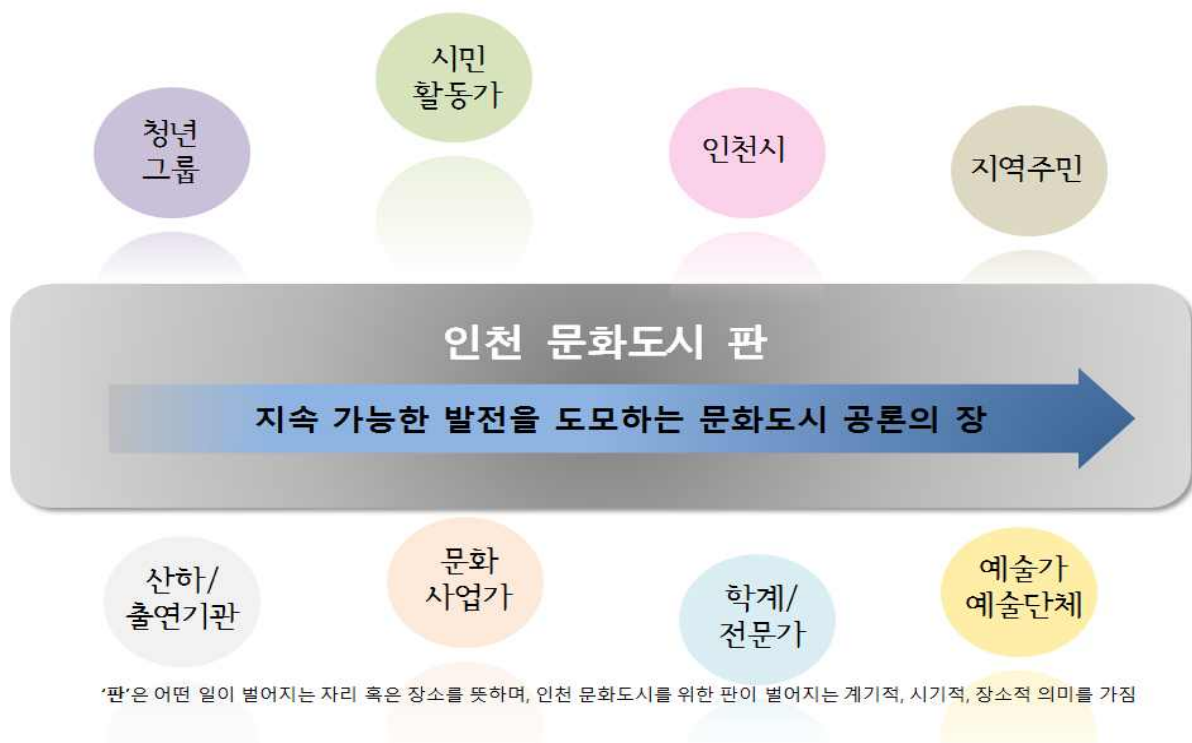 시민
활동가
청년
그룹
인천시
지역주민
인천 문화도시 판
지속 가능한 발전을 도모하는 문화도시 공론의 장
산하/
출연기관
문화
사업가
학계/
전문가
예술가
예술단체
'판'은 어떤 일이 벌어지는 자리 혹은 장소를 뜻하며, 인천 문화도시를 위한 판이 벌어지는 계기적, 시기적, 장소적 의미를 가짐